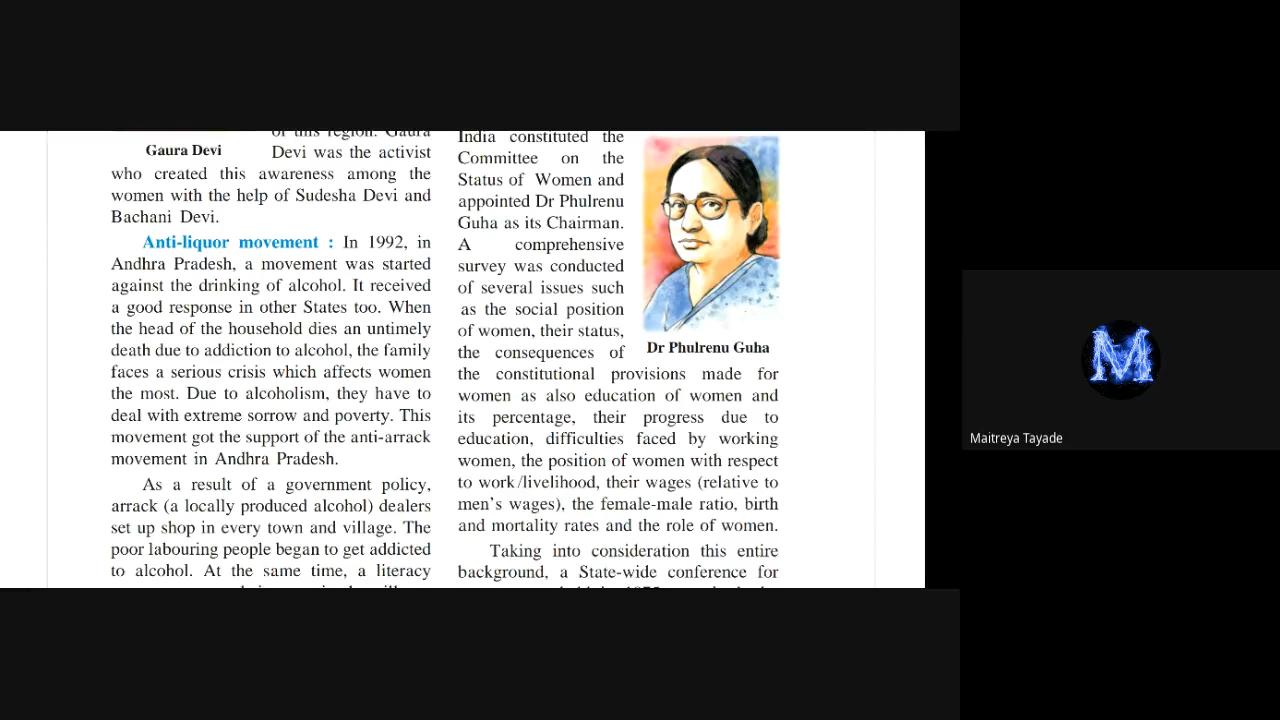 of this region. Gaura
Gaura Devi
Devi was the activist
who created this awareness among the
women with the help of Sudesha Devi and
Bachani Devi.
Anti-liquor movement : In 1992, in
Andhra Pradesh, a movement was started
against the drinking of alcohol. It received
a good response in other States too. When
the head of the household dies an untimely
death due to addiction to alcohol, the family
faces a serious crisis which affects women
the most. Due to alcoholism, they have to
deal with extreme sorrow and poverty. This
movement got the support of the anti-arrack
movement in Andhra Pradesh.
As a result of a government policy,
arrack (a locally produced alcohol) dealers
set up shop in every town and village. The
poor labouring people began to get addicted
to alcohol. At the same time, a literacy
India constituted the
Committee on the
Status of Women and
appointed Dr Phulrenu
Guha as its Chairman.
A comprehensive
survey was conducted
of several issues such
as the social position
of women, their status,
the consequences of
Dr Phulrenu Guha
the constitutional provisions made for
women as also education of women and
its percentage, their progress due to
education, difficulties faced by working
women, the position of women with respect
to work/livelihood, their wages (relative to
men's wages), the female-male ratio, birth
and mortality rates and the role of women.
Taking into consideration this entire
background, a State-wide conference for
M
Maitreya Tayade